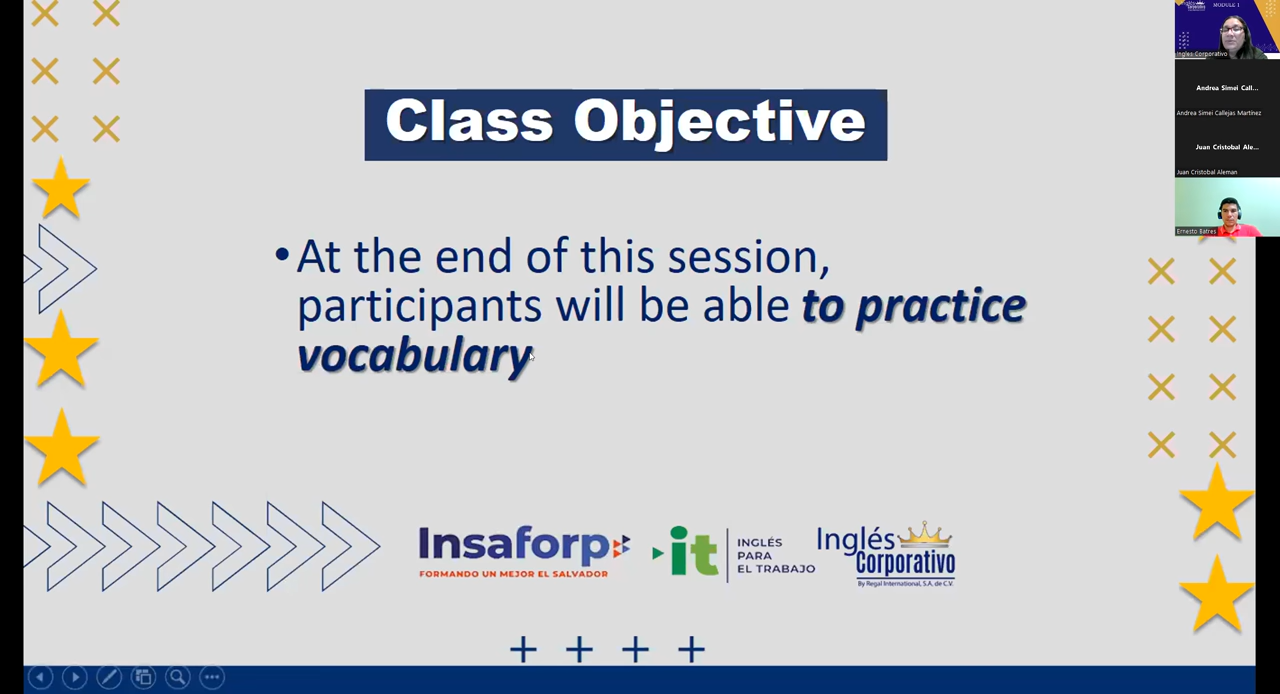 Class Objective
• At the end of this session,
participants will be able to practice
vocabulary
Insaforp
FORMANDO UN MEJOR EL SALVADOR
it
INGLÉS
PARA
EL TRABAJO
Inglés
Corporativo
By Regal International, S.A. de C.V.
MODULE 1
Ingles Corporativo
Andrea Simei Call...
Andrea Simei Callejas Martinez
Juan Cristobal Ale...
Juan Cristobal Aleman
Ernesto Batres